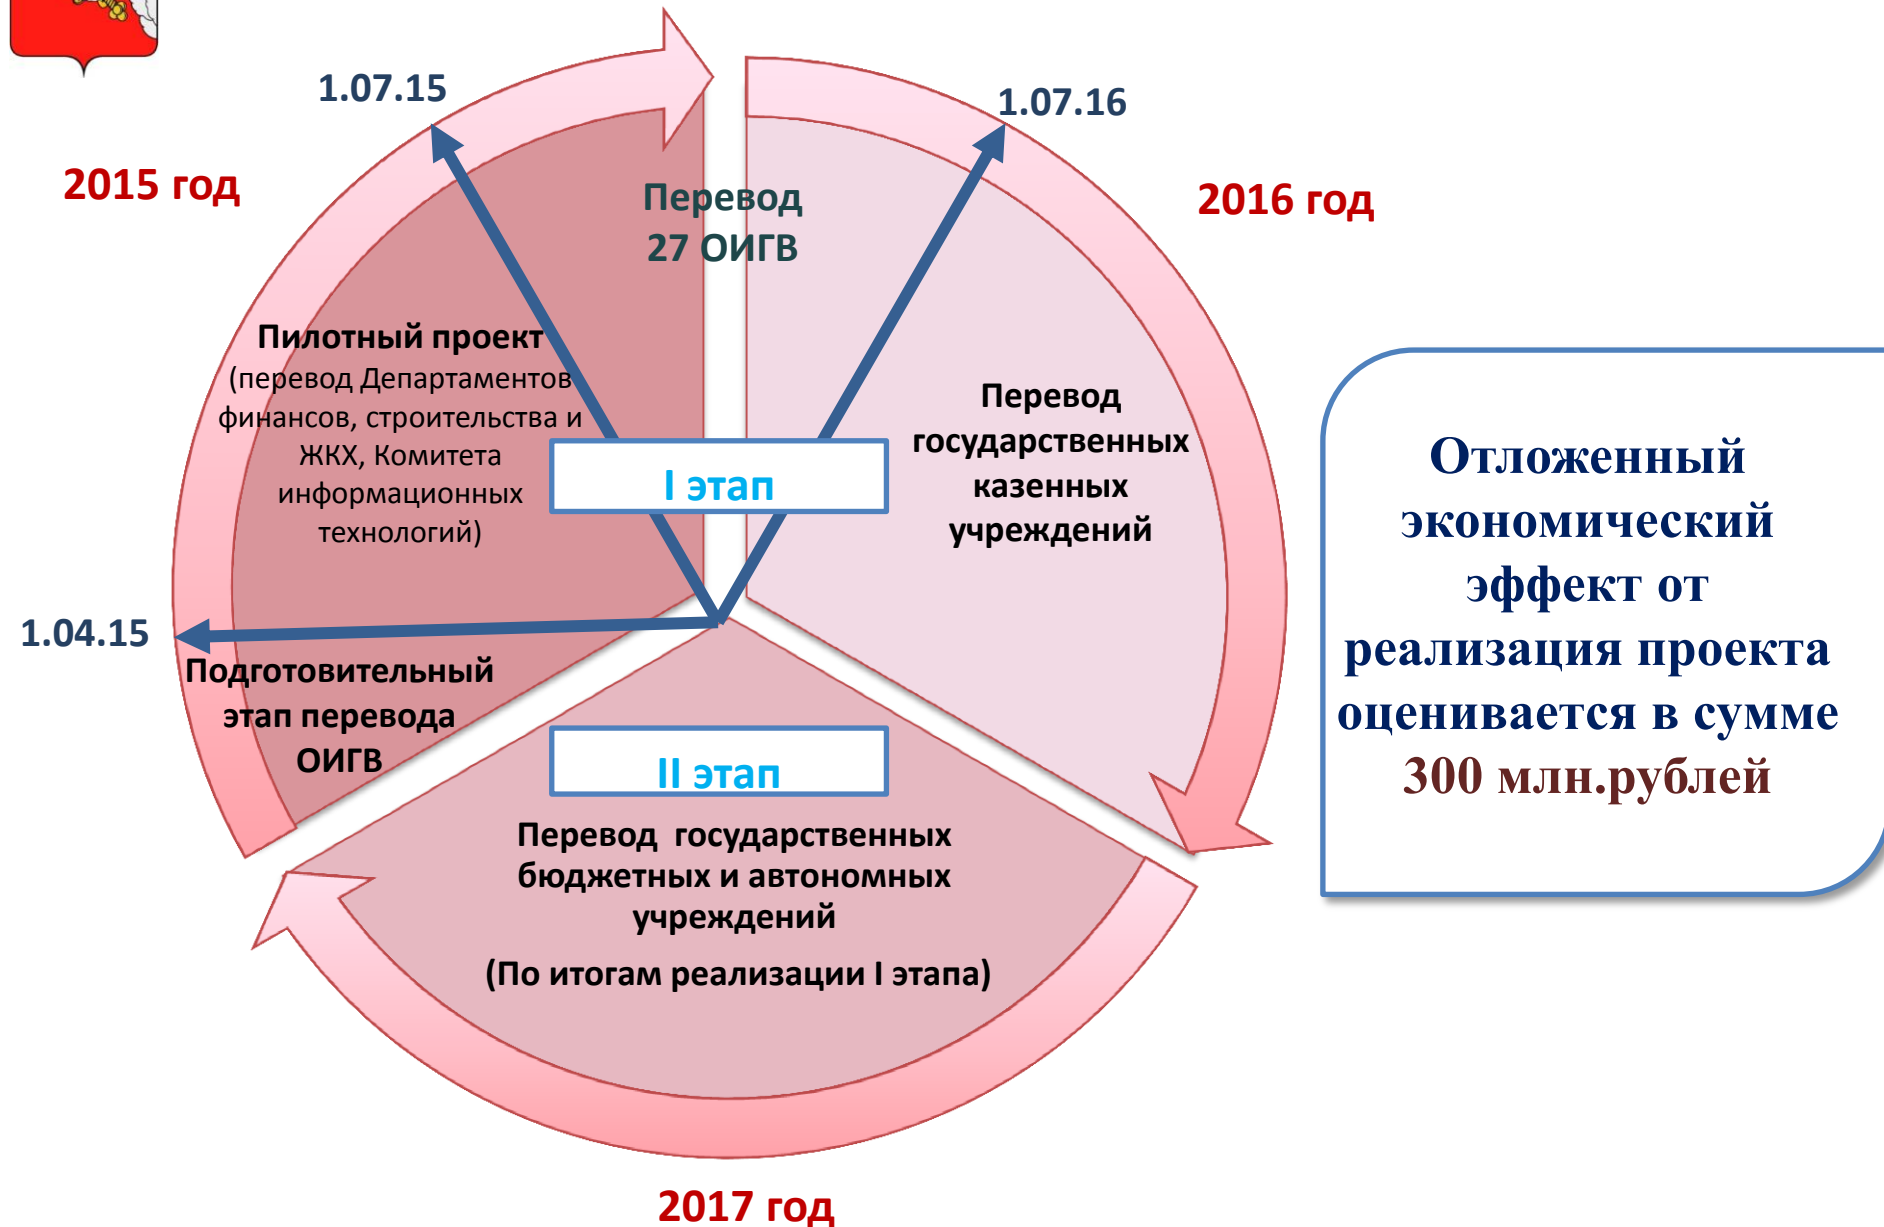 1.07.15
1.07.16
2015 год
2016 год
Перевод
27 ОИГВ
Пилотный проект
(перевод Департаментов
финансов, строительства и
ЖКХ, Комитета
информационных
технологий)
I этап
Перевод
государственных
казенных
учреждений
1.04.15
Подготовительный
этап перевода
ОИГВ
II этап
Перевод  государственных
бюджетных и автономных
учреждений
(По итогам реализации I этапа)
2017 год
Отложенный
экономический
эффект от
реализация проекта
оценивается в сумме
300 млн.рублей